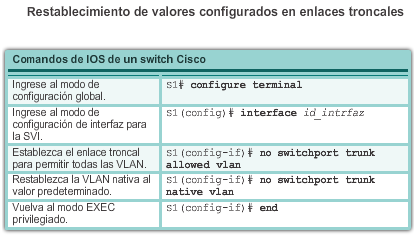 Restablecimiento de valores configurados en enlaces troncales
Comandos de IOS de un switch Cisco
Ingrese al modo de
configuración global.
S1# configure terminal
Ingrese al modo de
configuración de interfaz para
la SVI.
S1(config)# interface id_intrfaz
Establezca el enlace troncal
para permitir todas las VLAN.
S1(config-if)# no switchport trunk
allowed vlan
Restablezca la VLAN nativa al
valor predeterminado.
S1(config-if)# no switchport trunk
native vlan
Vuelva al modo EXEC
privilegiado.
S1(config-if)# end